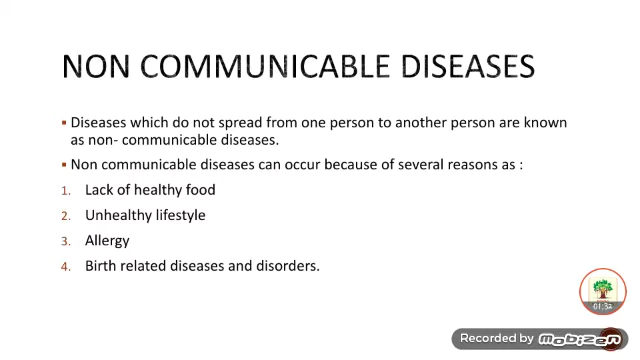 NON COMMUNICABLE DISEASES
▪ Diseases which do not spread from one person to another person are known
as non- communicable diseases.
▪ Non communicable diseases can occur because of several reasons as :
1. Lack of healthy food
2. Unhealthy lifestyle
3. Allergy
4. Birth related diseases and disorders.
Recorded by mobizen